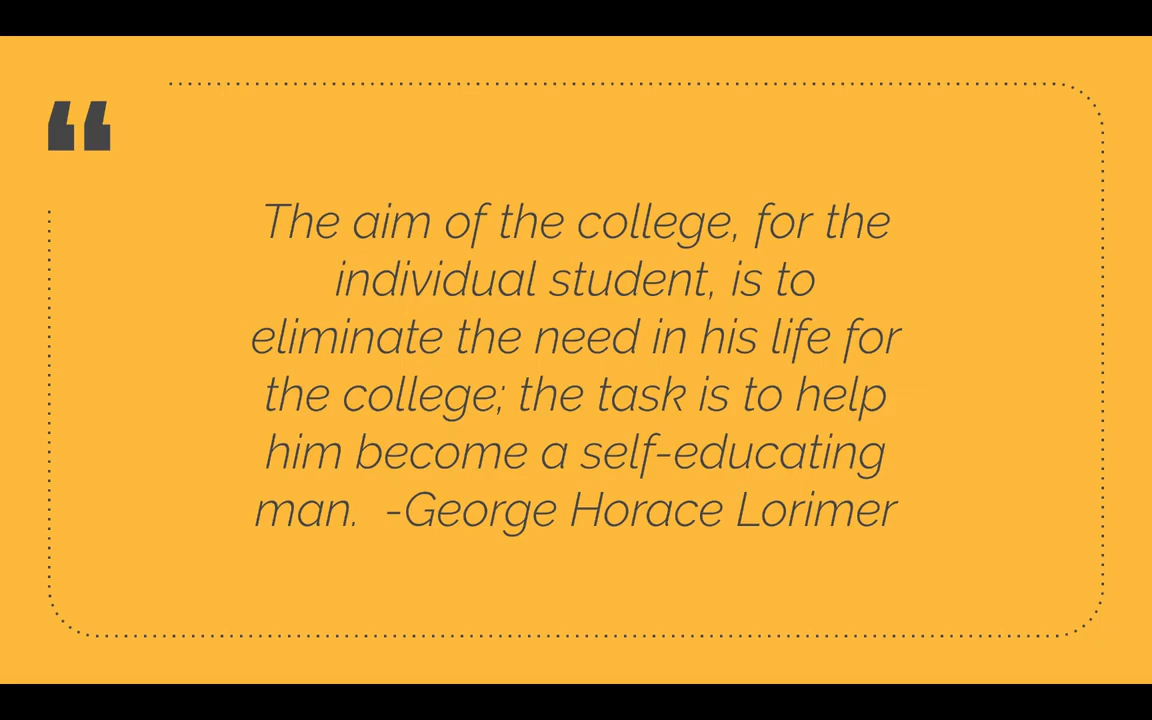 “
The aim of the college, for the
individual student, is to
eliminate the need in his life for
the college; the task is to help
him become a self-educating
man.  -George Horace Lorimer